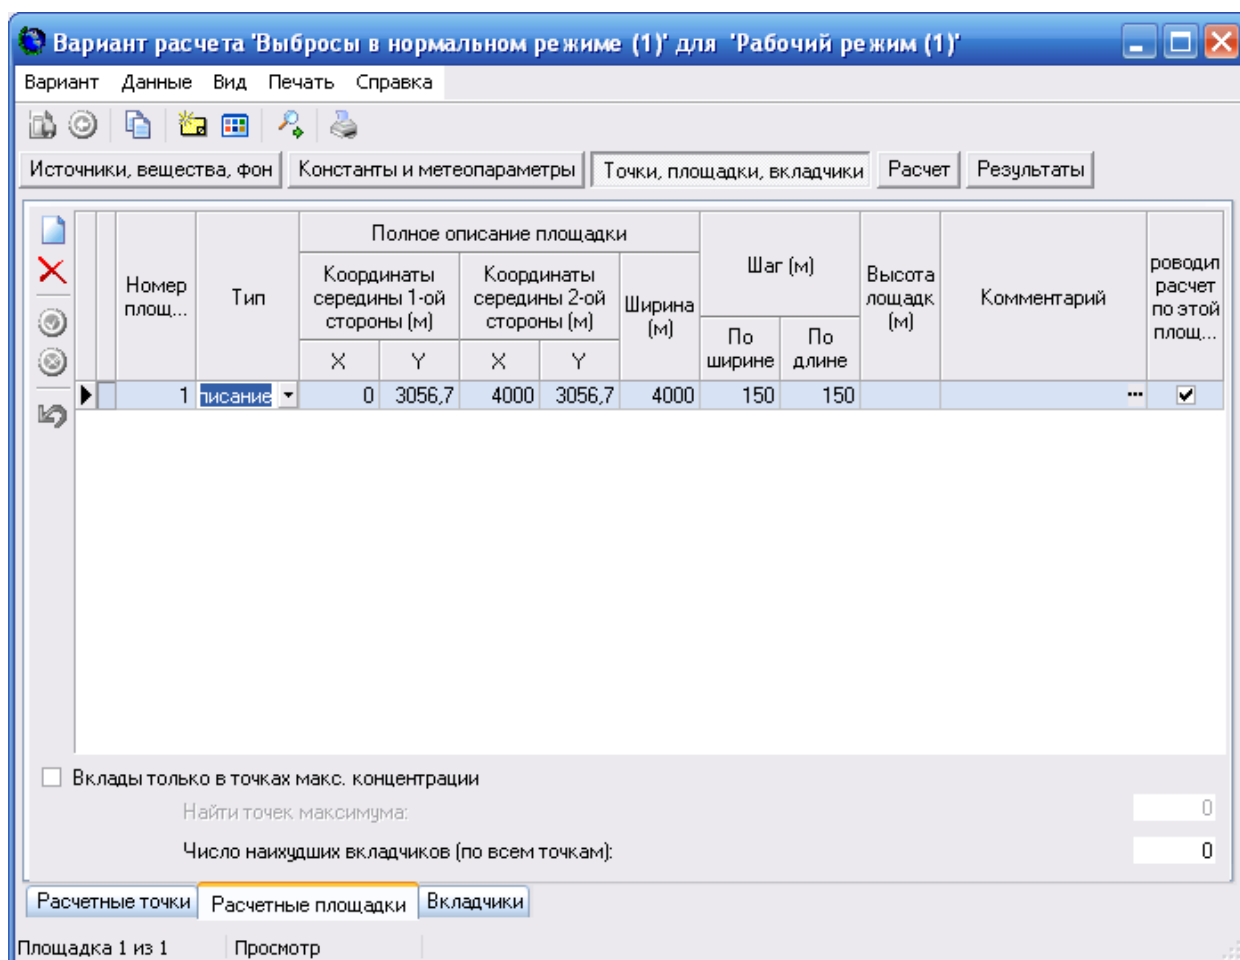 Вариант расчета 'Выбросы в нормальном режиме (1)' для 'Рабочий режим (1)'
Вариант Данные Вид Печать Справка
Источники, вещества, фон Константы и метеопараметры Точки, площадки, вкладчики Расчет Результаты
Номер
площ...
Тип
Полное описание площадки
Координаты
середины 1-ой
стороны (м)
X Y
Координаты
середины 2-ой
стороны (м)
X Y
Ширина
(м)
Шаг (м)
По
ширине
По
длине
Высота
лощадк
(м)
Комментарий
роводит
расчет
по этой
площ...
1 писание 0 3056,7 4000 3056,7 4000 150 150 ...
Вклады только в точках макс. концентрации
Найти точек максимума: 0
Число наихудших вкладчиков (по всем точкам): 0
Расчетные точки Расчетные площадки Вкладчики
Площадка 1 из 1 Просмотр